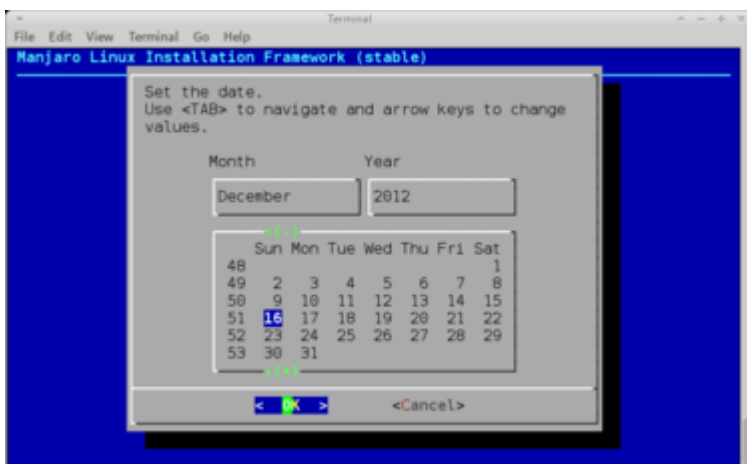 Terminal
File Edit View Terminal Go Help
Manjaro Linux Installation Framework (stable)
Set the date.
Use <TAB> to navigate and arrow keys to change
values.
Month Year
December 2012
↑(-)
Sun Mon Tue Wed Thu Fri Sat
48 1
49 2 3 4 5 6 7 8
50 9 10 11 12 13 14 15
51 16 17 18 19 20 21 22
52 23 24 25 26 27 28 29
53 30 31
↓(+)
< OK > <Cancel>